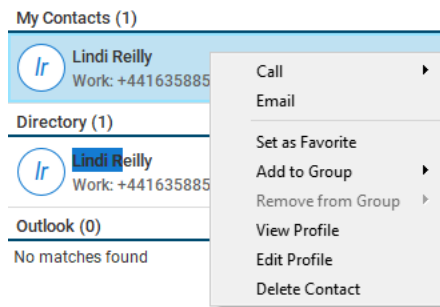 My Contacts (1)
lr
Lindi Reilly
Work: +441635885
Directory (1)
lr
Lindi Reilly
Work: +441635885
Outlook (0)
No matches found
Call
Email
Set as Favorite
Add to Group
Remove from Group
View Profile
Edit Profile
Delete Contact